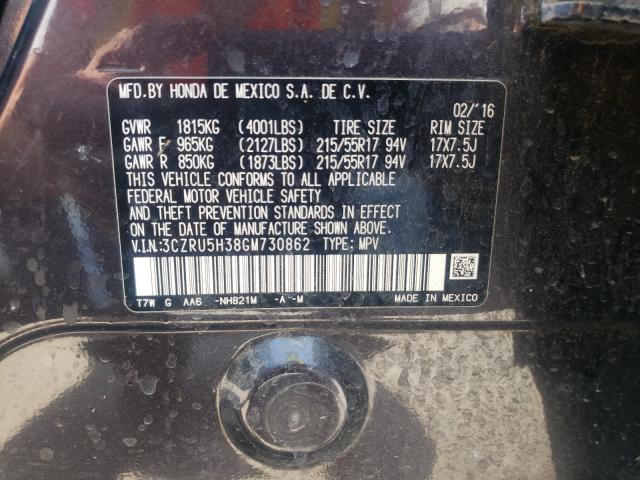 MFD.BY HONDA DE MEXICO S.A. DE C.V.
02/'16
GVWR 1815KG (4001LBS) TIRE SIZE RIM SIZE
GAWR F 965KG (2127LBS) 215/55R17 94V 17X7.5J
GAWR R 850KG (1873LBS) 215/55R17 94V 17X7.5J
THIS VEHICLE CONFORMS TO ALL APPLICABLE
FEDERAL MOTOR VEHICLE SAFETY
AND THEFT PREVENTION STANDARDS IN EFFECT
ON THE DATE OF MANUFACTURE SHOWN ABOVE.
V.I.N:3CZRU5H38GM730862 TYPE: MPV
T7W G AA6 -NH821M -A -M MADE IN MEXICO